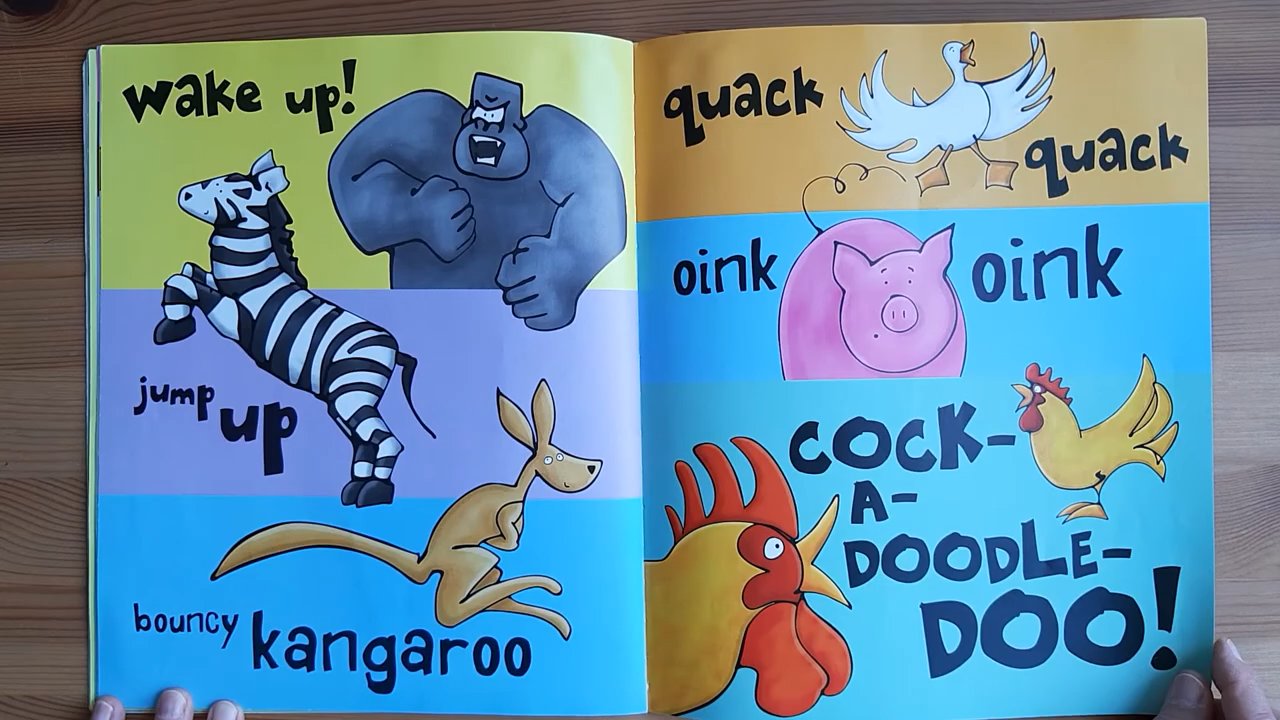 wake up!
jump up
bouncy kangaroo
quack
quack
oink oink
COCK-
A-
DOODLE-
DOO!